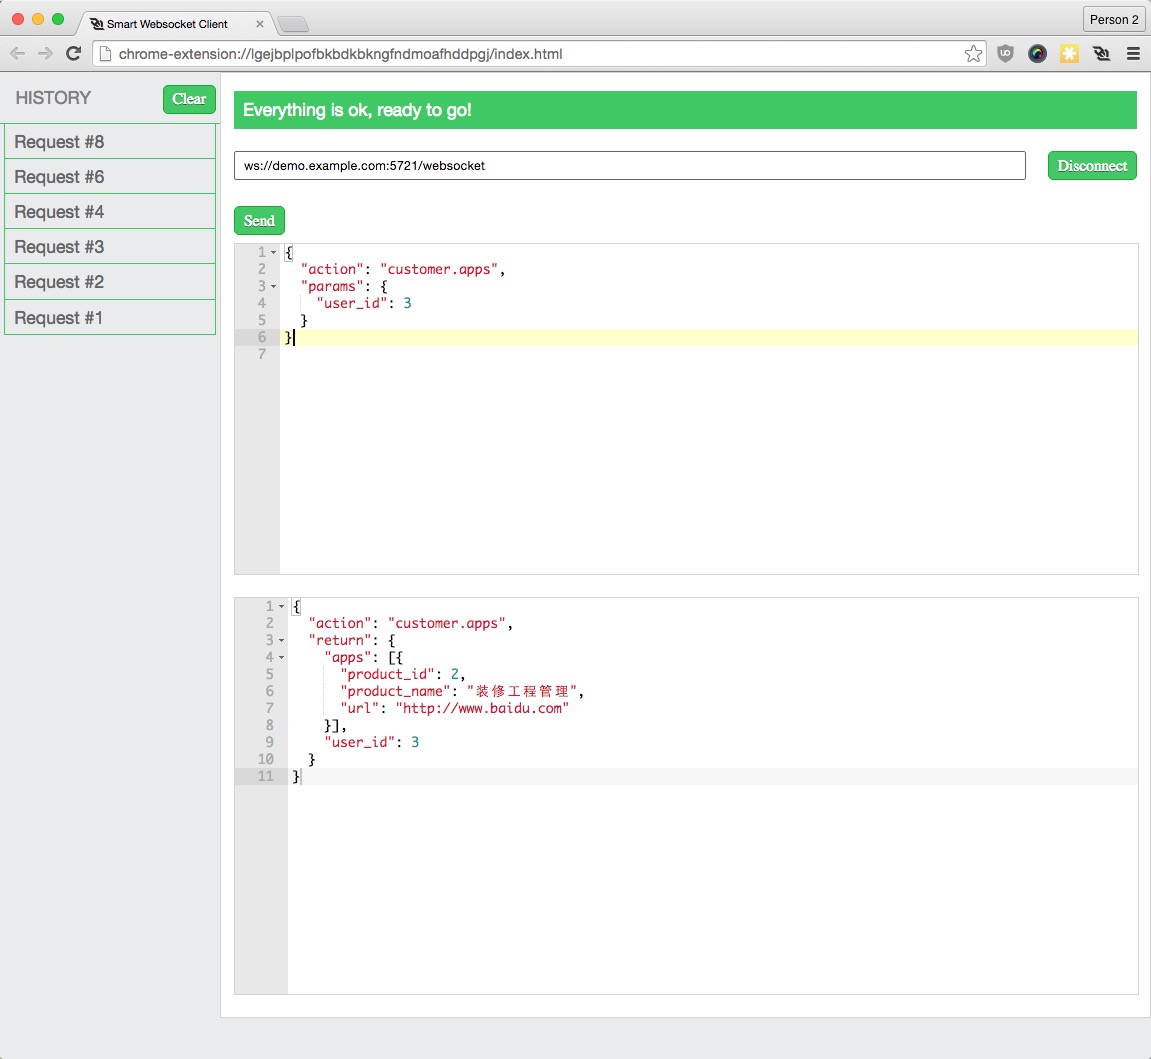 Smart Websocket Client
Person 2
chrome-extension://lgejbplpofbkbdkbkngfndmoafhddpgj/index.html
HISTORY
Clear
Request #8
Request #6
Request #4
Request #3
Request #2
Request #1
Everything is ok, ready to go!
ws://demo.example.com:5721/websocket
Disconnect
Send
1 {
2 "action": "customer.apps",
3 "params": {
4 "user_id": 3
5 }
6 }
7
1 {
2 "action": "customer.apps",
3 "return": {
4 "apps": [{
5 "product_id": 2,
6 "product_name": "装修工程管理",
7 "url": "http://www.baidu.com"
8 }],
9 "user_id": 3
10 }
11 }